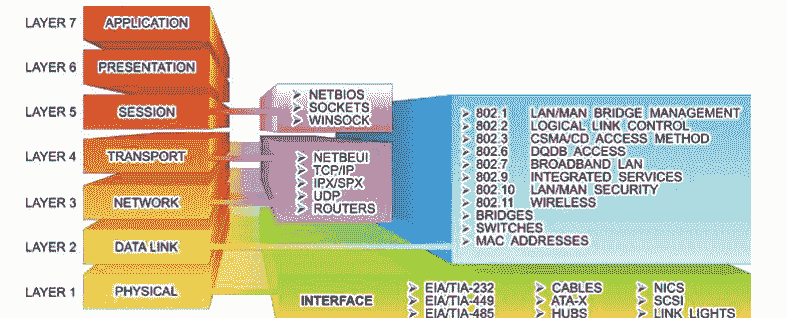 LAYER 7 APPLICATION
LAYER 6 PRESENTATION
LAYER 5 SESSION
LAYER 4 TRANSPORT
LAYER 3 NETWORK
LAYER 2 DATA LINK
LAYER 1 PHYSICAL
NETBIOS
SOCKETS
WINSOCK
NETBEUI
TCP/IP
IPX/SPX
UDP
ROUTERS
802.1 LAN/MAN BRIDGE MANAGEMENT
802.2 LOGICAL LINK CONTROL
802.3 CSMA/CD ACCESS METHOD
802.6 DQDB ACCESS
802.7 BROADBAND LAN
802.9 INTEGRATED SERVICES
802.10 LAN/MAN SECURITY
802.11 WIRELESS
BRIDGES
SWITCHES
MAC ADDRESSES
INTERFACE
EIA/TIA-232
EIA/TIA-449
EIA/TIA-485
CABLES
ATA-X
HUBS
NICS
SCSI
LINK LIGHTS